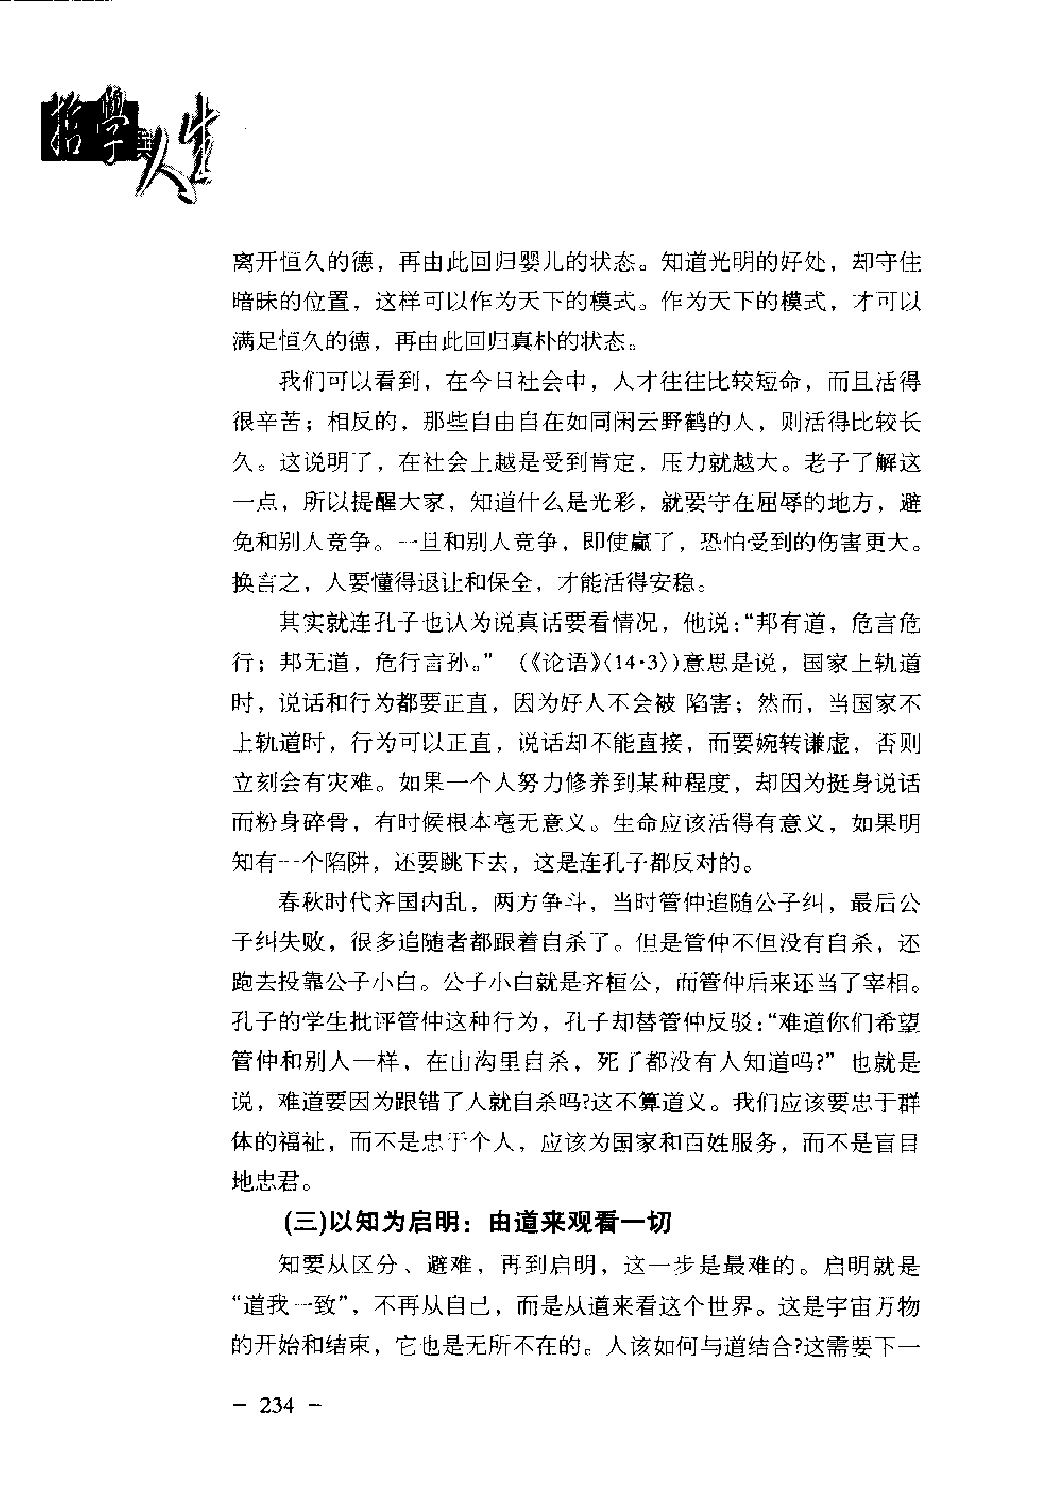 哲學與人生
离开恒久的德，再由此回归婴儿的状态。知道光明的好处，却守住
暗昧的位置，这样可以作为天下的模式。作为天下的模式，才可以
满足恒久的德，再由此回归真朴的状态。
我们可以看到，在今日社会中，人才往往比较短命，而且活得
很辛苦；相反的，那些自由自在如同闲云野鹤的人，则活得比较长
久。这说明了，在社会上越是受到肯定，压力就越大。老子了解这
一点，所以提醒大家，知道什么是光彩，就要守在屈辱的地方，避
免和别人竞争。一旦和别人竞争，即使赢了，恐怕受到的伤害更大。
换言之，人要懂得退让和保全，才能活得安稳。
其实就连孔子也认为说真话要看情况，他说：“邦有道，危言危
行；邦无道，危行言孙。” （《论语》〈14·3〉）意思是说，国家上轨道
时，说话和行为都要正直，因为好人不会被 陷害；然而，当国家不
上轨道时，行为可以正直，说话却不能直接，而要婉转谦虚，否则
立刻会有灾难。如果一个人努力修养到某种程度，却因为挺身说话
而粉身碎骨，有时候根本毫无意义。生命应该活得有意义，如果明
知有一个陷阱，还要跳下去，这是连孔子都反对的。
春秋时代齐国内乱，两方争斗，当时管仲追随公子纠，最后公
子纠失败，很多追随者都跟着自杀了。但是管仲不但没有自杀，还
跑去投靠公子小白。公子小白就是齐桓公，而管仲后来还当了宰相。
孔子的学生批评管仲这种行为，孔子却替管仲反驳：“难道你们希望
管仲和别人一样，在山沟里自杀，死了都没有人知道吗?” 也就是
说，难道要因为跟错了人就自杀吗?这不算道义。我们应该要忠于群
体的福祉，而不是忠于个人，应该为国家和百姓服务，而不是盲目
地忠君。
(三)以知为启明：由道来观看一切
知要从区分、避难，再到启明，这一步是最难的。启明就是
“道我一致”，不再从自己，而是从道来看这个世界。这是宇宙万物
的开始和结束，它也是无所不在的。人该如何与道结合?这需要下一
- 234 -